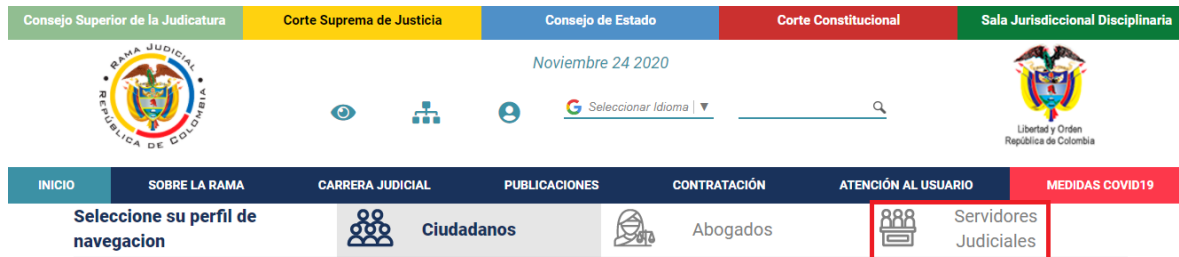 Consejo Superior de la Judicatura
Corte Suprema de Justicia
Consejo de Estado
Corte Constitucional
Sala Jurisdiccional Disciplinaria
RAMA JUDICIAL
REPÚBLICA DE COLOMBIA
Noviembre 24 2020
G Seleccionar Idioma | ▼
Libertad y Orden
República de Colombia
INICIO
SOBRE LA RAMA
CARRERA JUDICIAL
PUBLICACIONES
CONTRATACIÓN
ATENCIÓN AL USUARIO
MEDIDAS COVID19
Seleccione su perfil de
navegacion
Ciudadanos
Abogados
Servidores
Judiciales